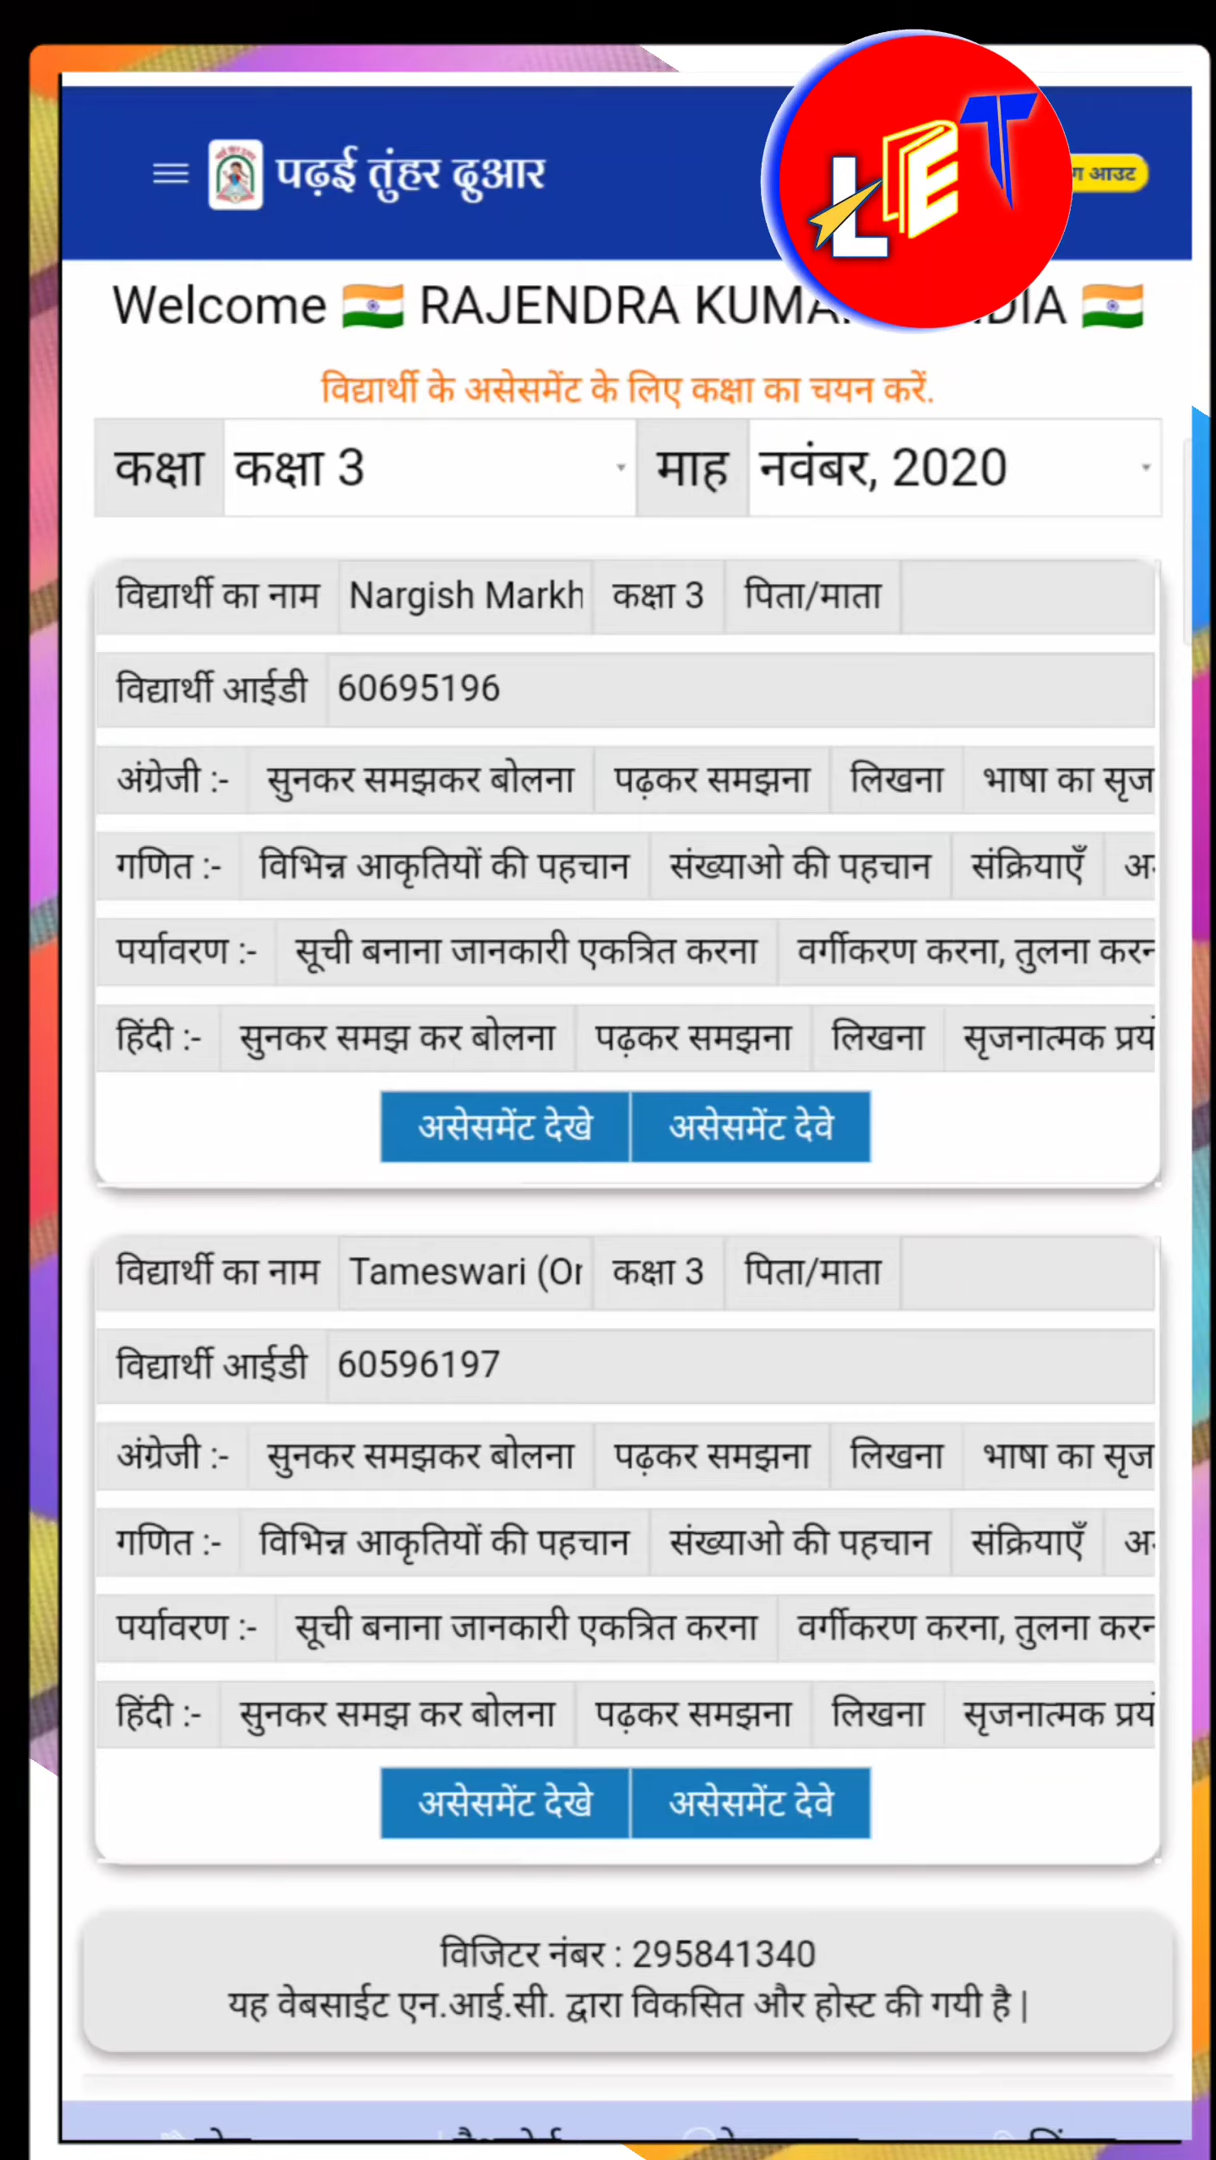 पढ़ई तुंहर दुआर
LET
आउट
Welcome 🇮🇳 RAJENDRA 🇮🇳
विद्यार्थी के असेसमेंट के लिए कक्षा का चयन करें.
कक्षा कक्षा 3 माह नवंबर, 2020
विद्यार्थी का नाम Nargish Markh कक्षा 3 पिता/माता
विद्यार्थी आईडी 60695196
अंग्रेजी :- सुनकर समझकर बोलना पढ़कर समझना लिखना भाषा का सृज
गणित :- विभिन्न आकृतियों की पहचान संख्याओ की पहचान संक्रियाएँ
पर्यावरण :- सूची बनाना जानकारी एकत्रित करना वर्गीकरण करना, तुलना
हिंदी :- सुनकर समझ कर बोलना पढ़कर समझना लिखना सृजनात्मक
असेसमेंट देखे असेसमेंट देवे
विद्यार्थी का नाम Tameswari कक्षा 3 पिता/माता
विद्यार्थी आईडी 60596197
अंग्रेजी :- सुनकर समझकर बोलना पढ़कर समझना लिखना भाषा का सृज
गणित :- विभिन्न आकृतियों की पहचान संख्याओ की पहचान संक्रियाएँ
पर्यावरण :- सूची बनाना जानकारी एकत्रित करना वर्गीकरण करना, तुलना
हिंदी :- सुनकर समझ कर बोलना पढ़कर समझना लिखना सृजनात्मक
असेसमेंट देखे असेसमेंट देवे
विजिटर नंबर : 295841340
यह वेबसाईट एन.आई.सी. द्वारा विकसित और होस्ट की गयी है |